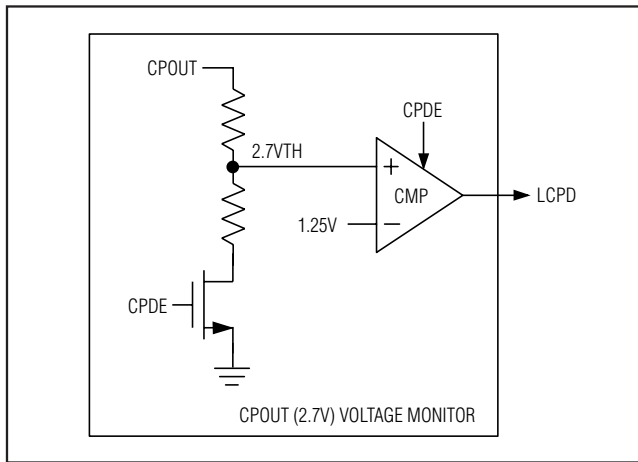 CPOUT
CPDE
2.7VTH
+
CMP
LCPD
1.25V
−
CPDE
CPOUT (2.7V) VOLTAGE MONITOR